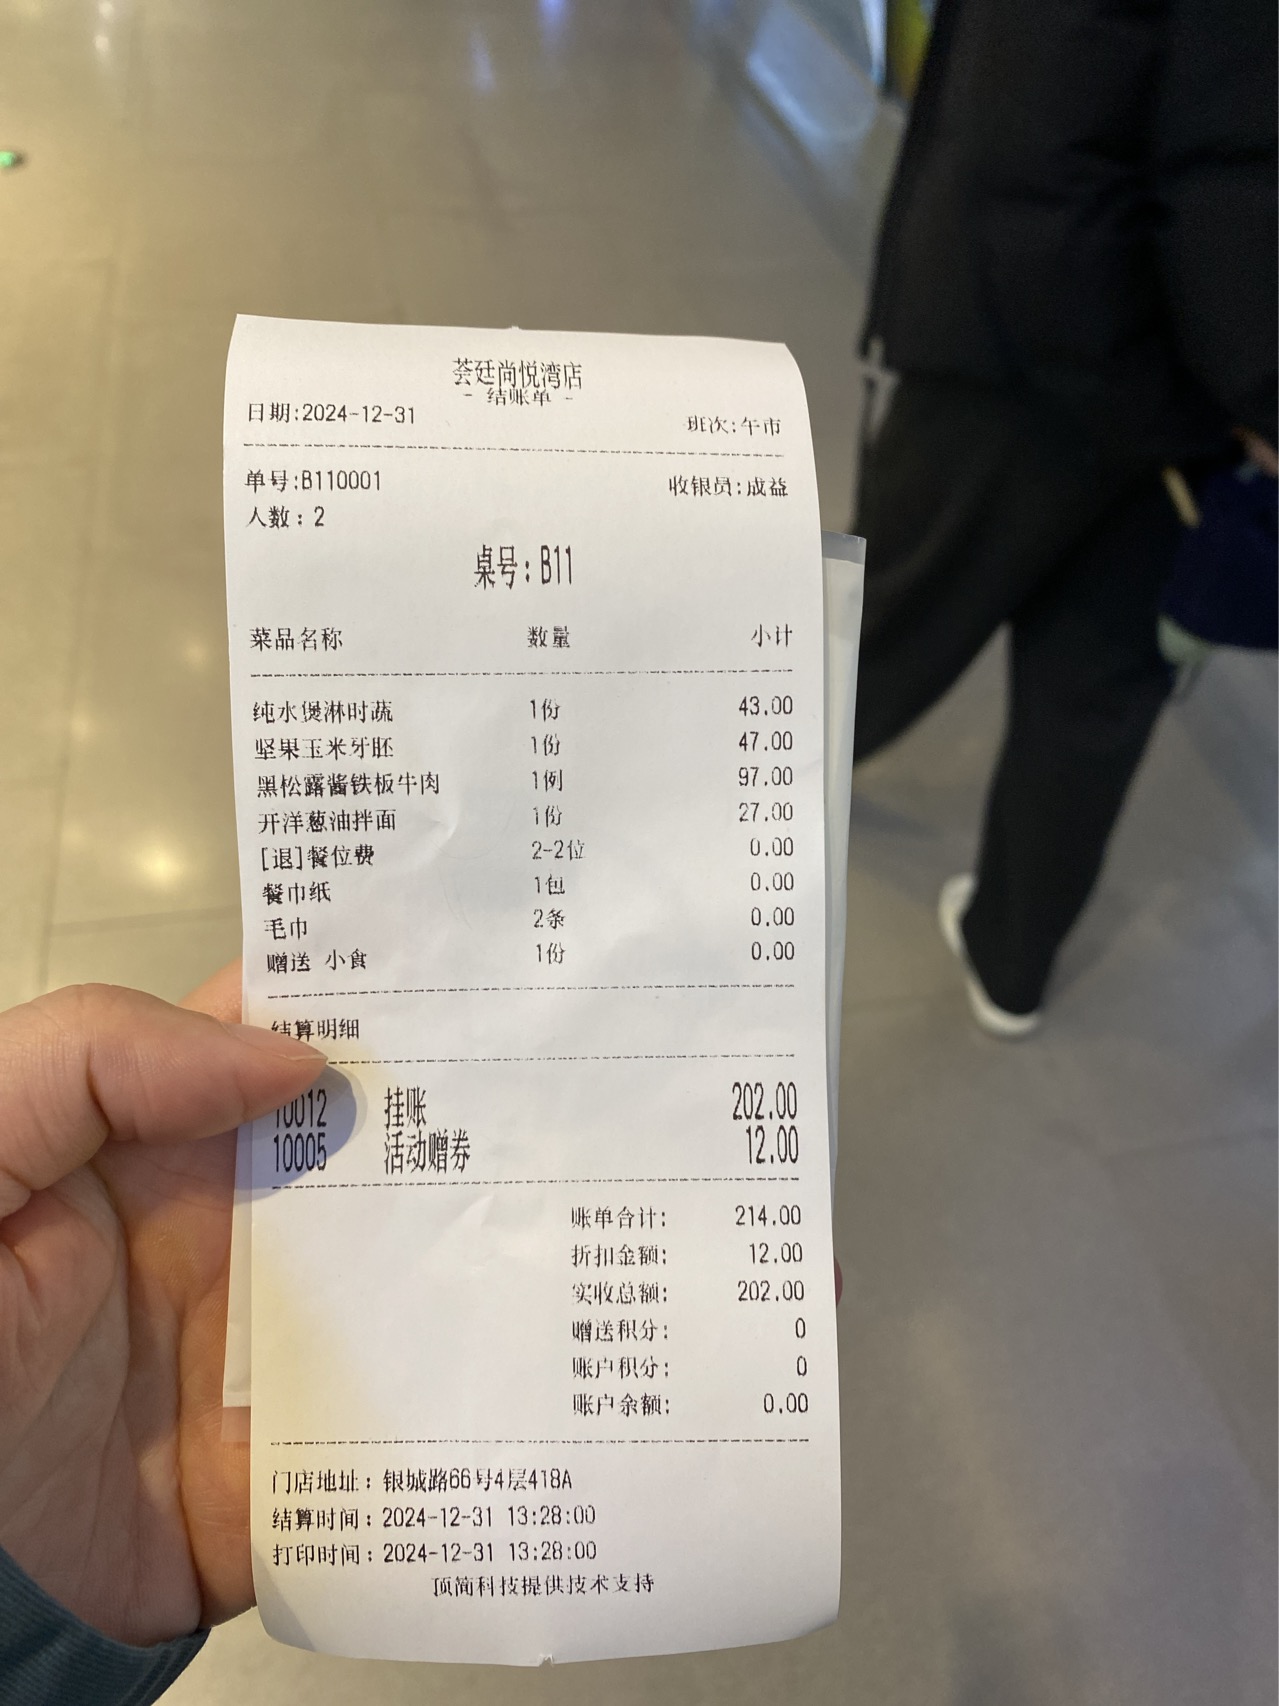 荟廷尚悦湾店
- 结账单 -
日期:2024-12-31 班次:午市
单号:B110001 收银员:成益
人数：2
桌号：B11
菜品名称 数量 小计
纯水煲淋时蔬 1份 43.00
坚果玉米牙胚 1份 47.00
黑松露酱铁板牛肉 1例 97.00
开洋葱油拌面 1份 27.00
[退]餐位费 2-2位 0.00
餐巾纸 1包 0.00
毛巾 2条 0.00
赠送 小食 1份 0.00
结算明细
10012 挂账 202.00
10005 活动赠券 12.00
账单合计: 214.00
折扣金额: 12.00
实收总额: 202.00
赠送积分: 0
账户积分: 0
账户余额: 0.00
门店地址：银城路66号4层418A
结算时间：2024-12-31 13:28:00
打印时间：2024-12-31 13:28:00
顶简科技提供技术支持